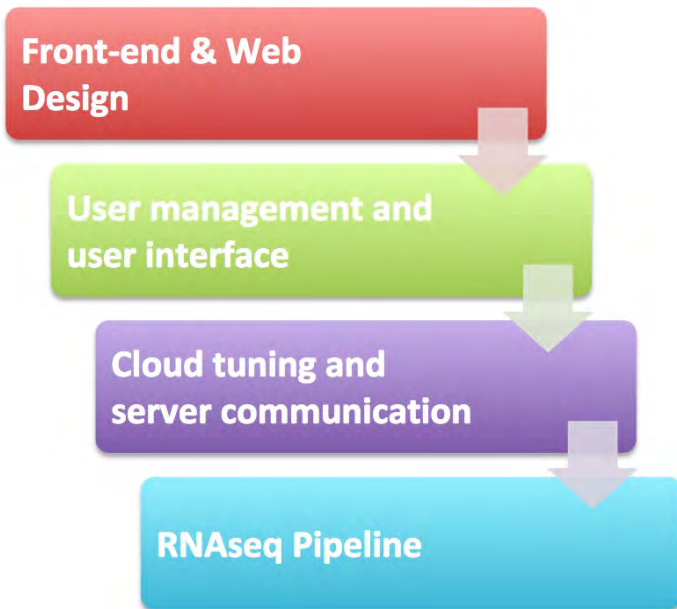 Front-end & Web
Design
User management and
user interface
Cloud tuning and
server communication
RNAseq Pipeline